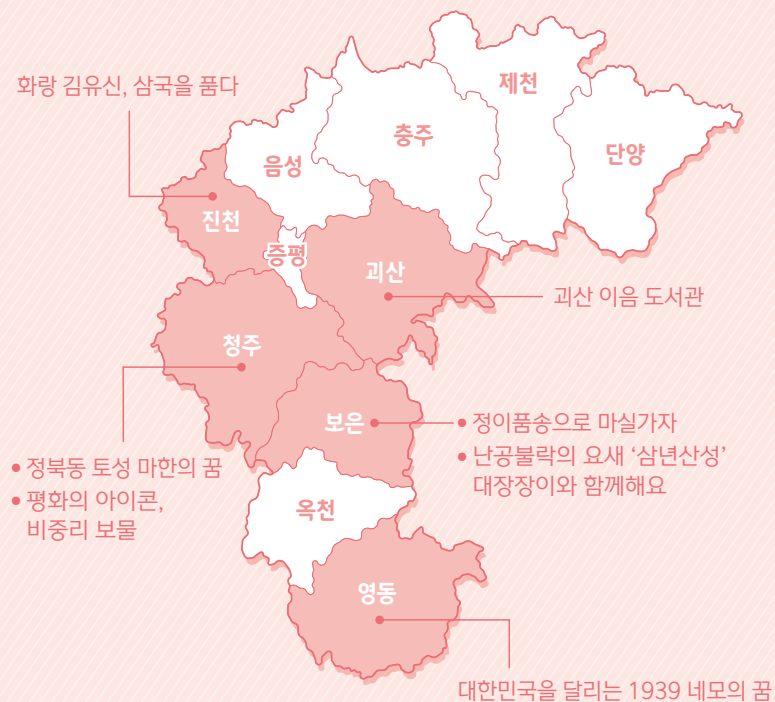 제천
화랑 김유신, 삼국을 품다
충주
단양
음성
진천
증평
괴산
괴산 이음 도서관
청주
보은
• 정이품송으로 마실가자
• 난공불락의 요새 ‘삼년산성’
대장장이와 함께해요
• 정북동 토성 마한의 꿈
• 평화의 아이콘,
비중리 보물
옥천
영동
대한민국을 달리는 1939 네모의 꿈